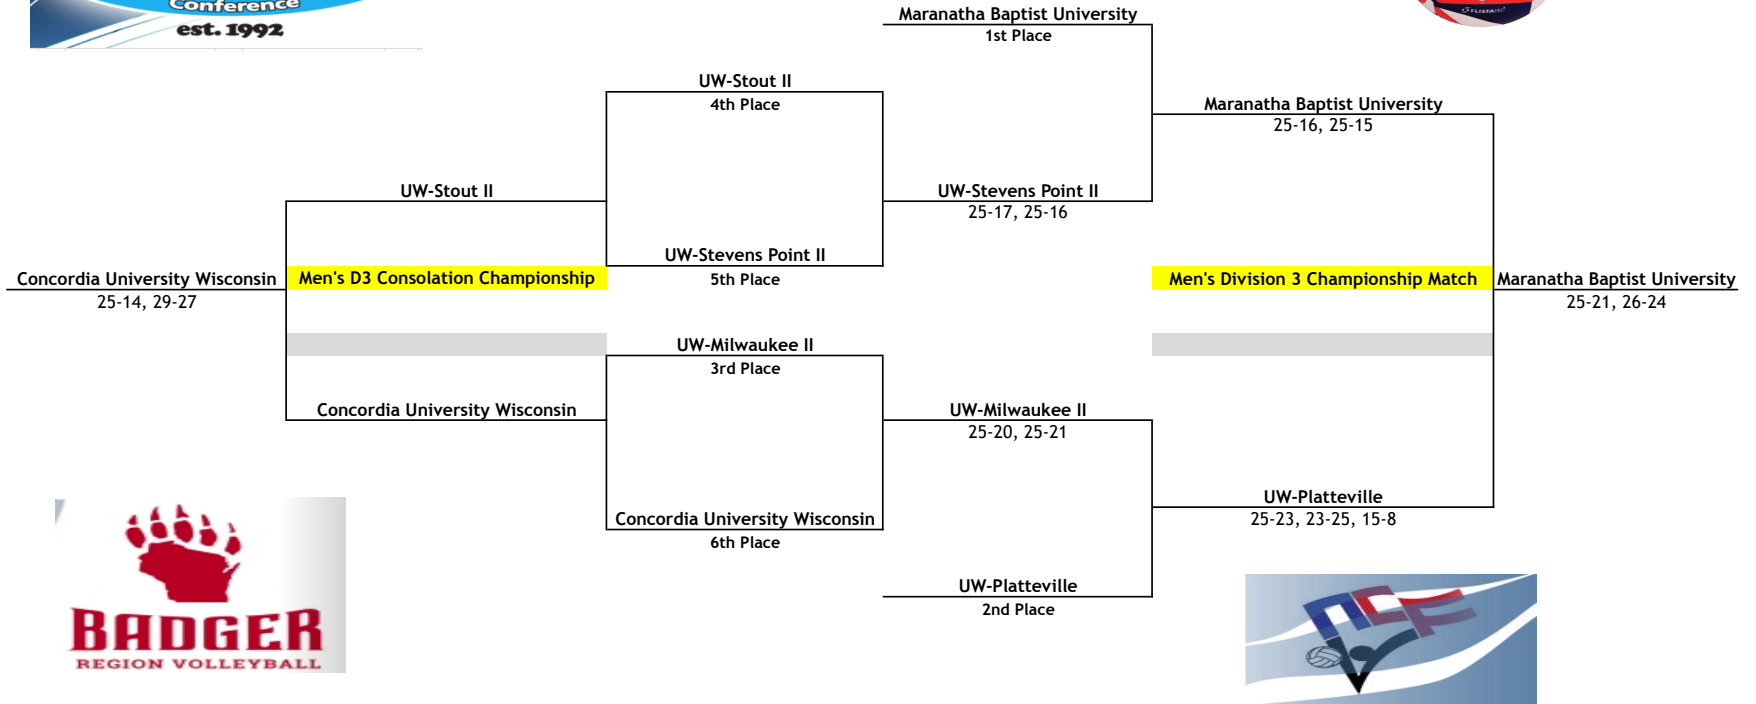 Conference
est. 1992
Maranatha Baptist University
1st Place
UW-Stout II
4th Place
Maranatha Baptist University
25-16, 25-15
UW-Stout II
UW-Stevens Point II
25-17, 25-16
UW-Stevens Point II
5th Place
Concordia University Wisconsin
25-14, 29-27
Men's D3 Consolation Championship
Men's Division 3 Championship Match
Maranatha Baptist University
25-21, 26-24
UW-Milwaukee II
3rd Place
Concordia University Wisconsin
UW-Milwaukee II
25-20, 25-21
Concordia University Wisconsin
6th Place
UW-Platteville
25-23, 23-25, 15-8
UW-Platteville
2nd Place
BADGER
REGION VOLLEYBALL
NCVF